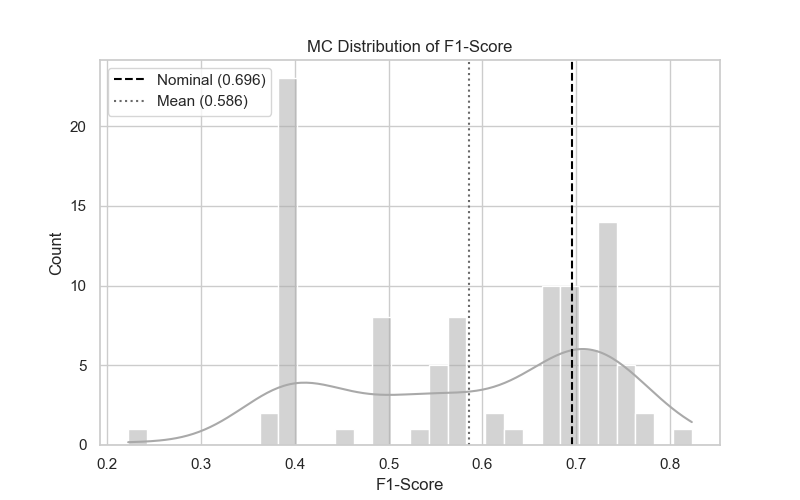 MC Distribution of F1-Score
Nominal (0.696)
Mean (0.586)
Count
20
15
10
5
0
0.2 0.3 0.4 0.5 0.6 0.7 0.8
F1-Score